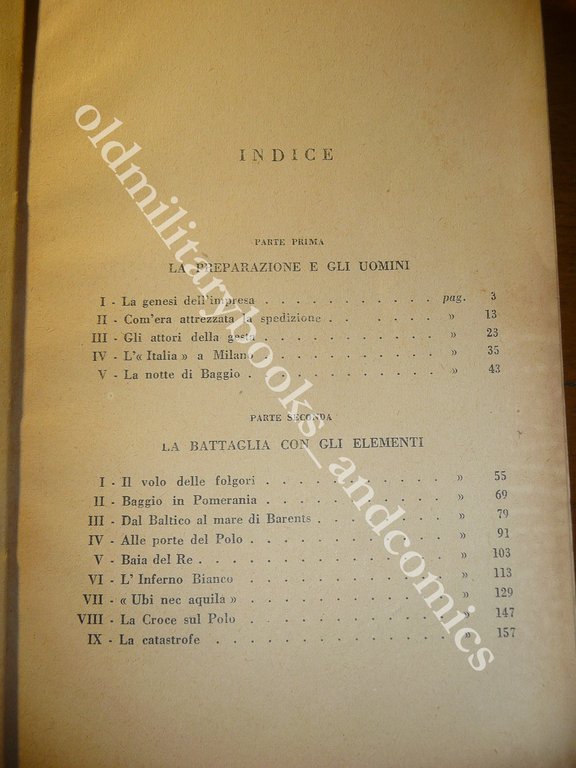 INDICE
PARTE PRIMA
LA PREPARAZIONE E GLI UOMINI
I - La genesi dell'impresa . . . . . . . . . . . pag. 3
II - Com'era attrezzata la spedizione . . . . . . . » 13
III - Gli attori della gesta . . . . . . . . . . . » 23
IV - L'« Italia » a Milano . . . . . . . . . . . » 35
V - La notte di Baggio . . . . . . . . . . . . » 43
PARTE SECONDA
LA BATTAGLIA CON GLI ELEMENTI
I - Il volo delle folgori . . . . . . . . . . . » 55
II - Baggio in Pomerania . . . . . . . . . . . » 69
III - Dal Baltico al mare di Barents . . . . . . . . » 79
IV - Alle porte del Polo . . . . . . . . . . . » 91
V - Baia del Re . . . . . . . . . . . . . » 103
VI - L'Inferno Bianco . . . . . . . . . . . . » 113
VII - « Ubi nec aquila » . . . . . . . . . . . » 129
VIII - La Croce sul Polo . . . . . . . . . . . » 147
IX - La catastrofe . . . . . . . . . . . . . » 157
oldmilitarybooks_andcomics